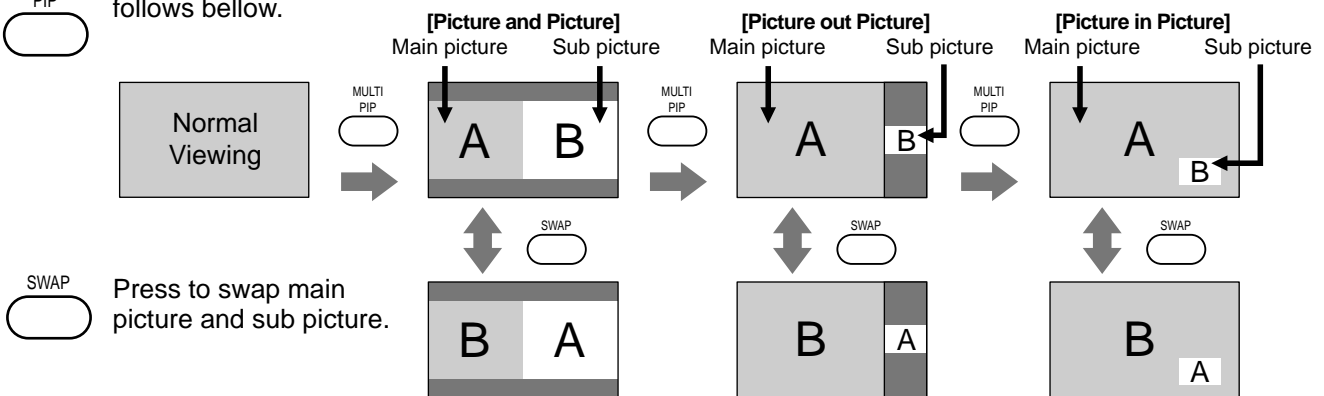 PIP
follows bellow.
[Picture and Picture]
Main picture Sub picture
[Picture out Picture]
Main picture Sub picture
[Picture in Picture]
Main picture Sub picture
Normal
Viewing
MULTI
PIP
A B
MULTI
PIP
A B
MULTI
PIP
A
B
SWAP
SWAP
SWAP
SWAP
Press to swap main
picture and sub picture.
B A
B A
B
A